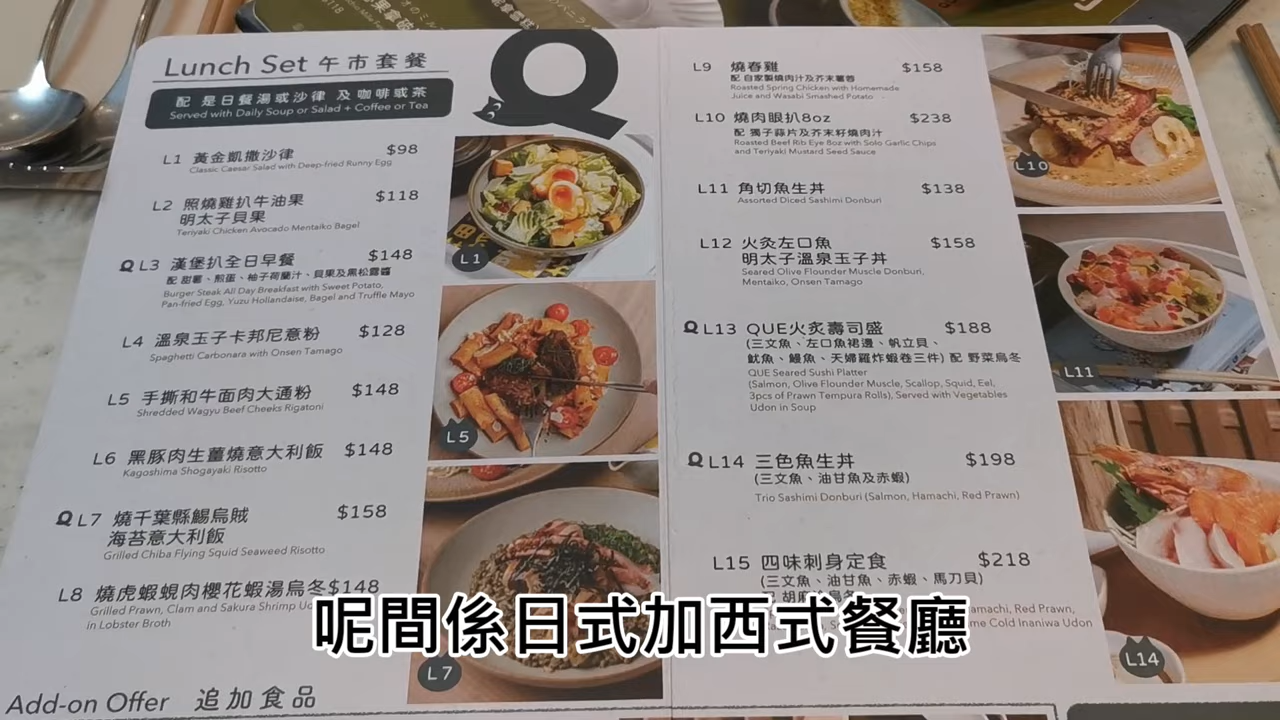 Lunch Set 午市套餐
配 是日餐湯或沙律 及 咖啡或茶
Served with Daily Soup or Salad + Coffee or Tea
L1 黃金凱撒沙律 $98
Classic Caesar Salad with Deep-fried Runny Egg
L2 照燒雞扒牛油果 $118
明太子貝果
Teriyaki Chicken Avocado Mentaiko Bagel
L3 漢堡扒全日早餐 $148
配 甜薯、煎蛋、柚子荷蘭汁、貝果及黑松露醬
Burger Steak All Day Breakfast with Sweet Potato,
Pan-fried Egg, Yuzu Hollandaise, Bagel and Truffle Mayo
L4 溫泉玉子卡邦尼意粉 $128
Spaghetti Carbonara with Onsen Tamago
L5 手撕和牛面肉大通粉 $148
Shredded Wagyu Beef Cheeks Rigatoni
L6 黑豚肉生薑燒意大利飯 $148
Kagoshima Shogayaki Risotto
L7 燒千葉縣鰑烏賊 $158
海苔意大利飯
Grilled Chiba Flying Squid Seaweed Risotto
L8 燒虎蝦蜆肉櫻花蝦湯烏冬 $148
Grilled Prawn, Clam and Sakura Shrimp
in Lobster Broth
Add-on Offer 追加食品
Q
L1
L5
L7
L9 燒春雞 $158
配 自家製燒肉汁及芥末薯蓉
Roasted Spring Chicken with Homemade
Juice and Wasabi Smashed Potato
L10 燒肉眼扒8oz $238
配 獨子蒜片及芥末籽燒肉汁
Roasted Beef Rib Eye 8oz with Solo Garlic Chips
and Teriyaki Mustard Seed Sauce
L11 角切魚生丼 $138
Assorted Diced Sashimi Donburi
L12 火炙左口魚 $158
明太子溫泉玉子丼
Seared Olive Flounder Muscle Donburi,
Mentaiko, Onsen Tamago
L13 QUE火炙壽司盛 $188
(三文魚、左口魚裙邊、帆立貝、
魷魚、鰻魚、天婦羅炸蝦卷三件) 配 野菜烏冬
QUE Seared Sushi Platter
(Salmon, Olive Flounder Muscle, Scallop, Squid, Eel,
3pcs of Prawn Tempura Rolls), Served with Vegetables
Udon in Soup
L14 三色魚生丼 $198
(三文魚、油甘魚及赤蝦)
Trio Sashimi Donburi (Salmon, Hamachi, Red Prawn)
L15 四味刺身定食 $218
(三文魚、油甘魚、赤蝦、馬刀貝)
Hamachi, Red Prawn,
Cold Inaniwa Udon
L10
L11
L14
呢間係日式加西式餐廳